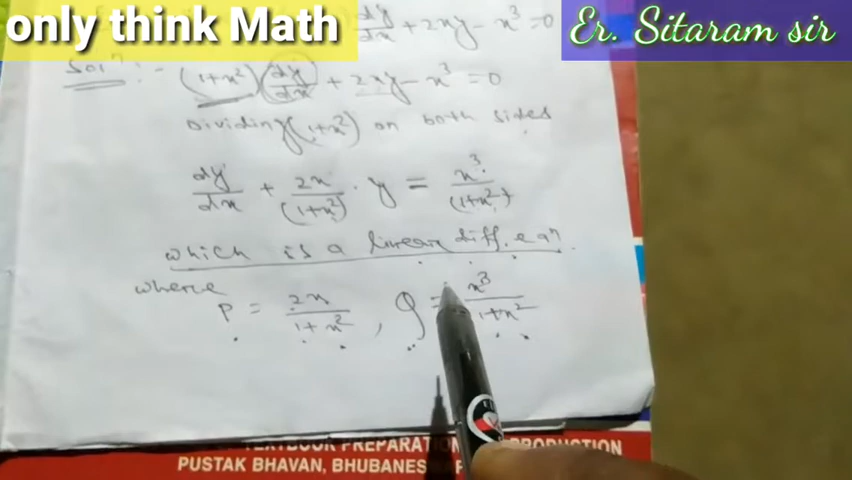 only think Math
Er. Sitaram sir
dy/dx + 2xy - x³ = 0
Solⁿ :- (1+x²) (dy/dx) + 2xy - x³ = 0
Dividing (1+x²) on both sides
dy/dx + 2x/(1+x²) · y = x³/(1+x²)
which is a linear diff. eqn.
where
P = 2x/1+x² , Q = x³/1+x²
PREPARATION
PRODUCTION
PUSTAK BHAVAN,